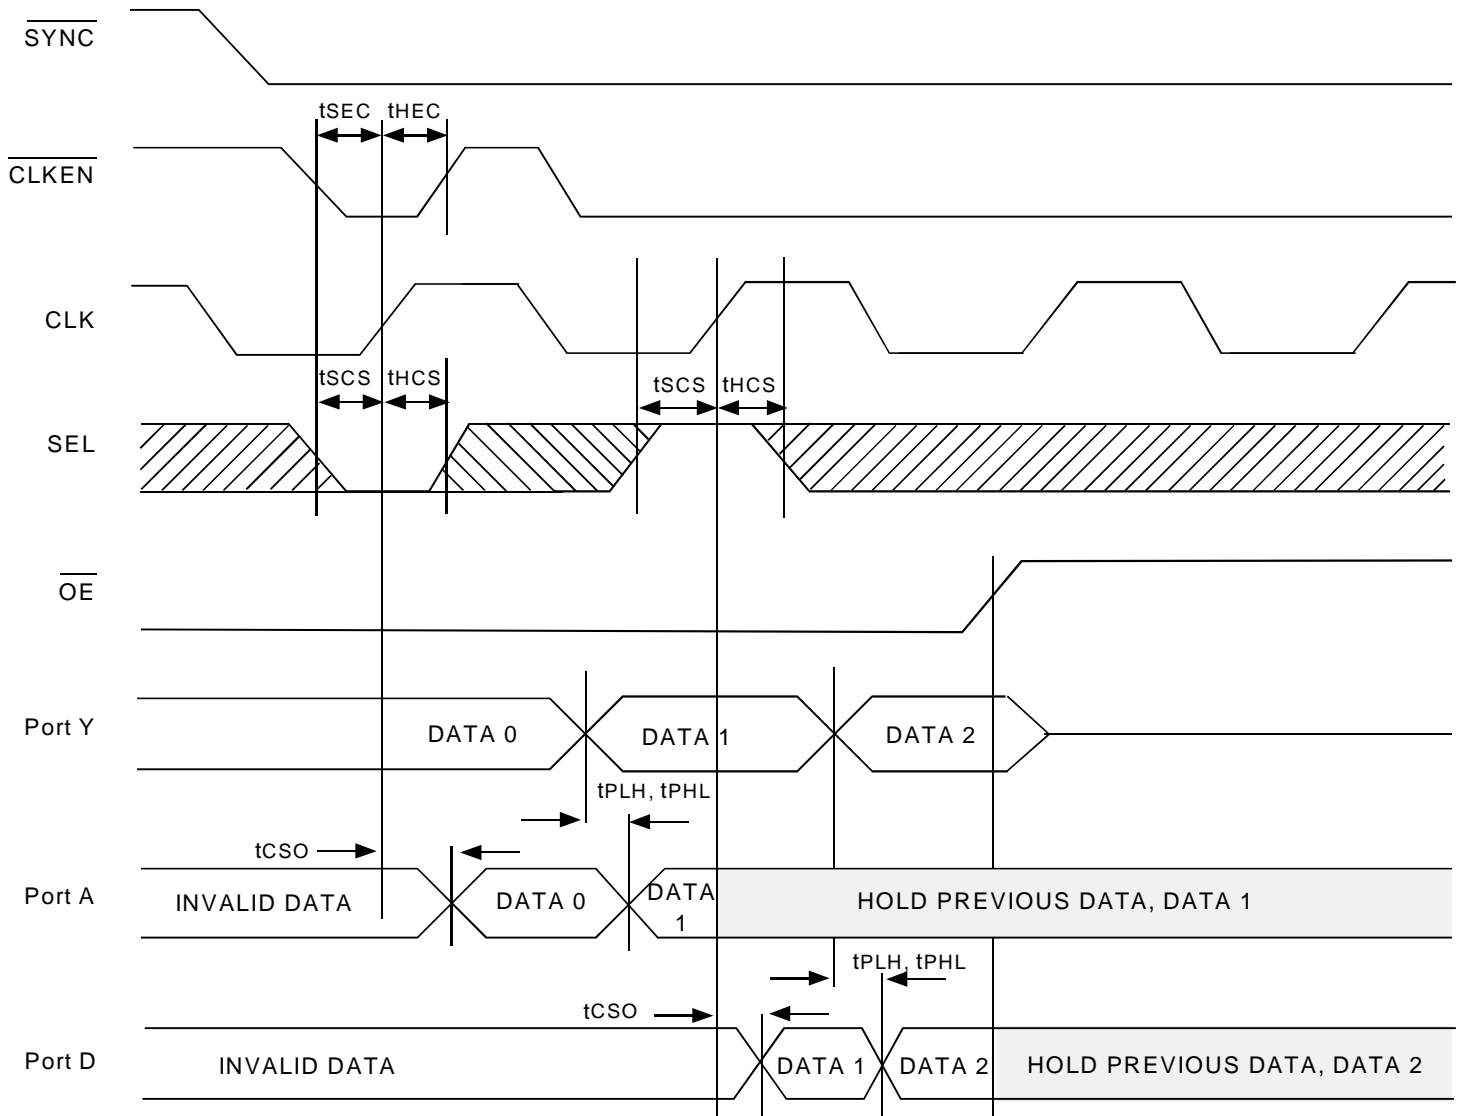 SYNC
tSEC tHEC
CLKEN
CLK
tSCS tHCS
tSCS tHCS
SEL
OE
Port Y
DATA 0
DATA 1
DATA 2
tPLH, tPHL
tCSO
Port A
INVALID DATA
DATA 0
DATA
1
HOLD PREVIOUS DATA, DATA 1
tPLH, tPHL
tCSO
Port D
INVALID DATA
DATA 1
DATA 2
HOLD PREVIOUS DATA, DATA 2